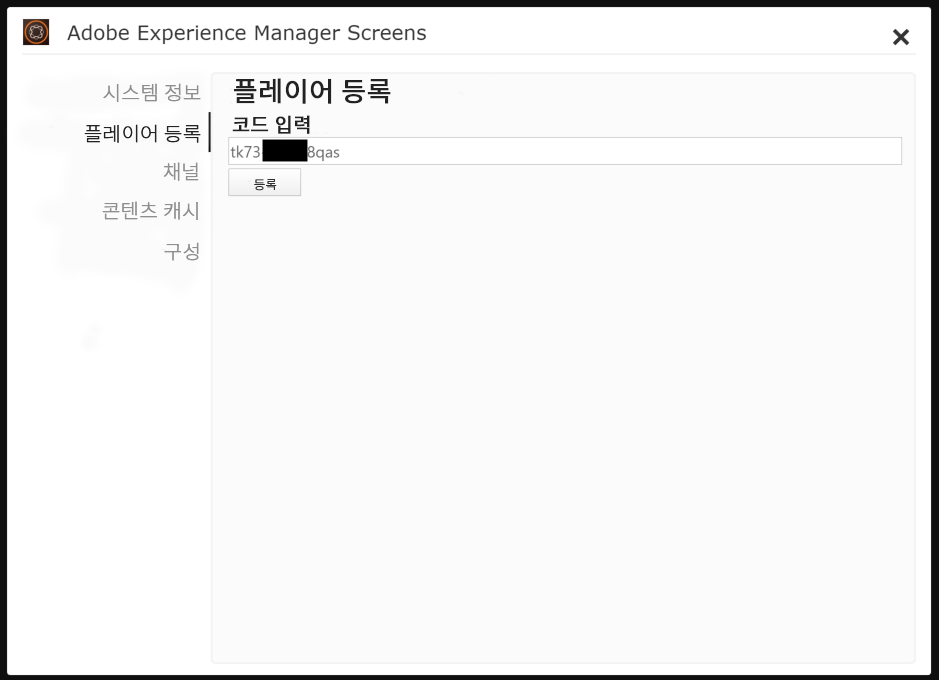 Adobe Experience Manager Screens
시스템 정보
플레이어 등록
채널
콘텐츠 캐시
구성
플레이어 등록
코드 입력
tk73 8qas
등록